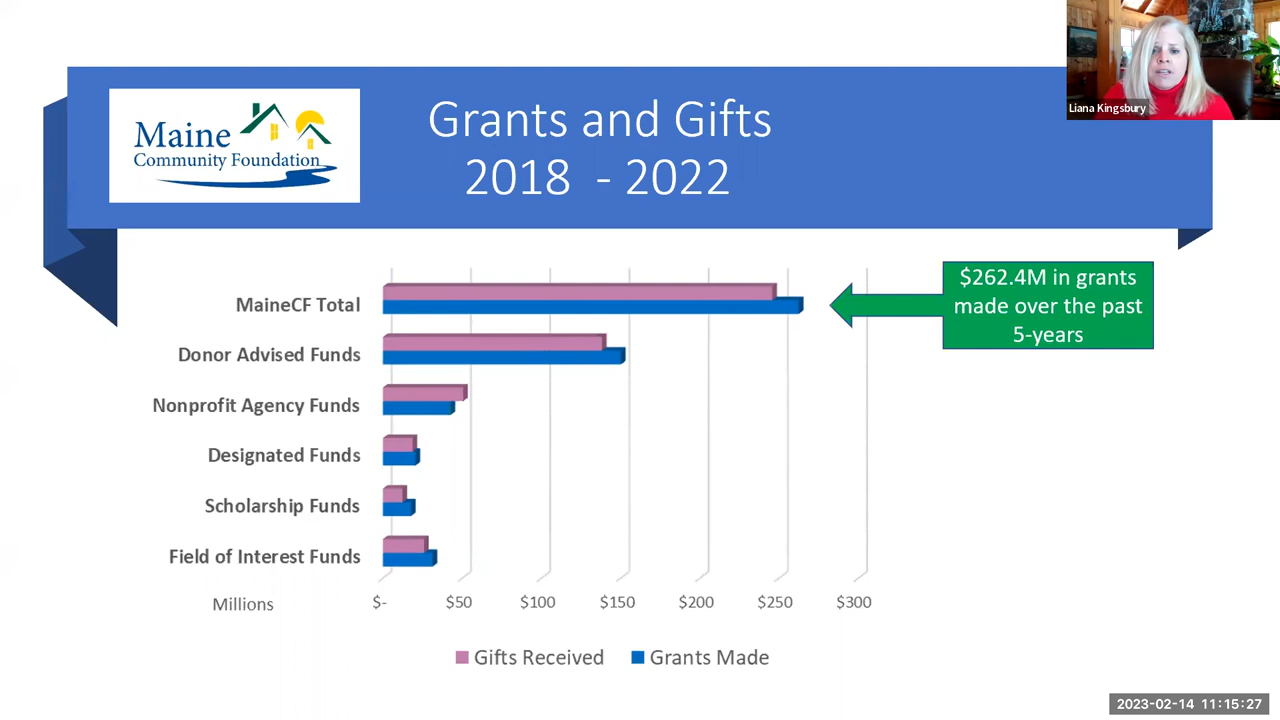 Liana Kingsbury
Maine
Community Foundation
Grants and Gifts
2018 - 2022
$262.4M in grants
made over the past
5-years
MaineCF Total
Donor Advised Funds
Nonprofit Agency Funds
Designated Funds
Scholarship Funds
Field of Interest Funds
Millions
$- $50 $100 $150 $200 $250 $300
Gifts Received Grants Made
2023-02-14 11:15:27